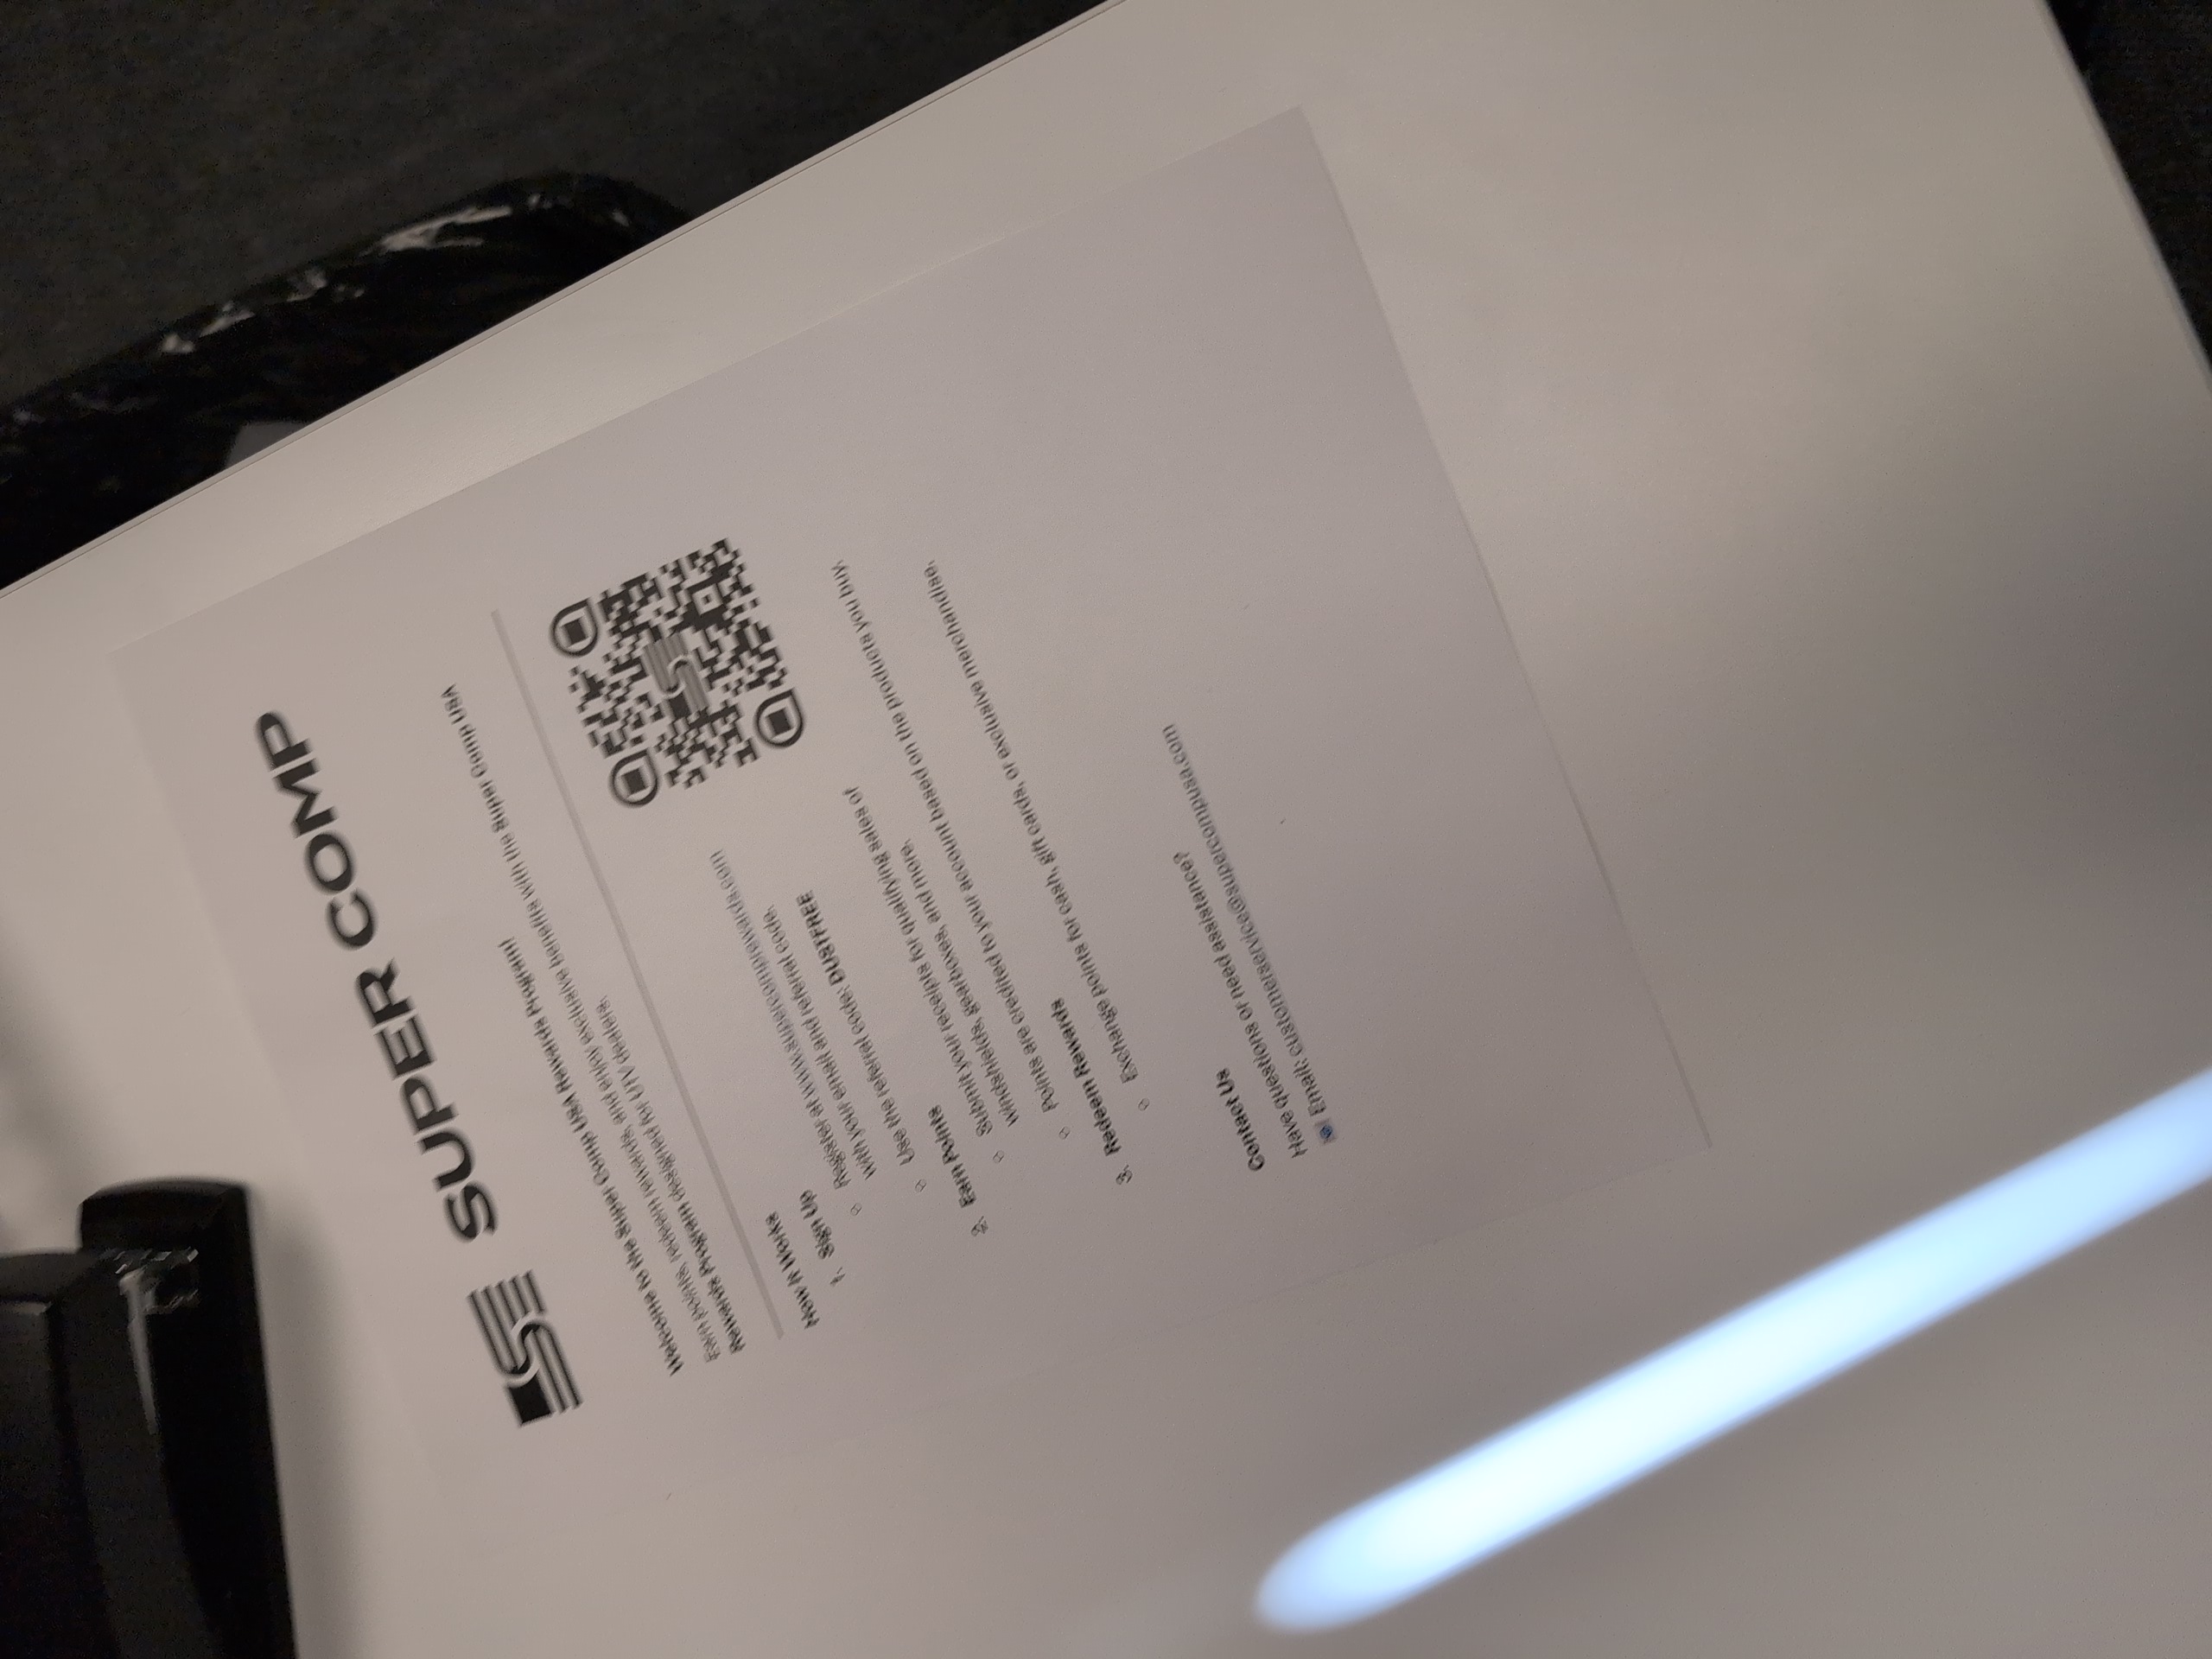 SUPER COMP
Welcome to the Super Comp USA Rewards Program!
Earn points, redeem rewards, and enjoy exclusive benefits with the Super Comp USA
Rewards Program designed for UTV dealers.
How It Works
1. Sign Up
○ Register at www.supercomprewards.com
with your email and referral code.
○ Use the referral code: DUSTFREE
2. Earn Points
○ Submit your receipts for qualifying sales of
windshields, gearboxes, and more.
○ Points are credited to your account based on the products you buy.
3. Redeem Rewards
○ Exchange points for cash, gift cards, or exclusive merchandise.
Contact Us
Have questions or need assistance?
📧 Email: customerservice@supercompusa.com